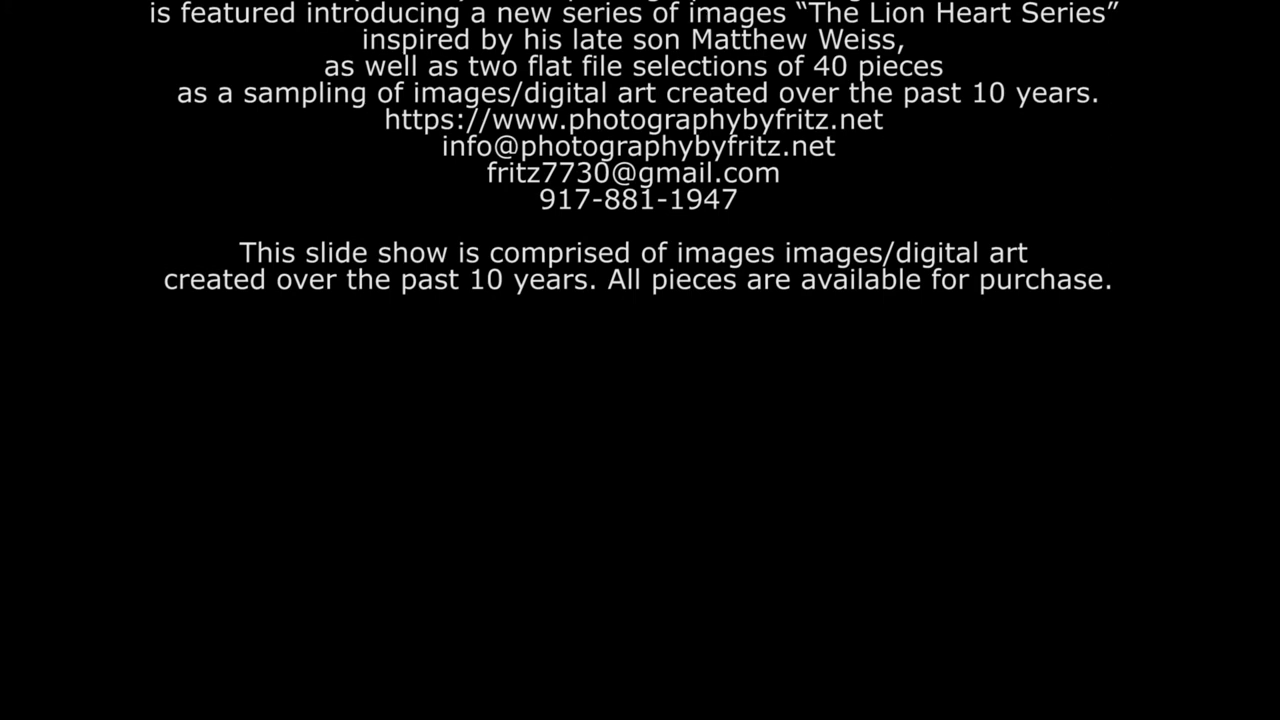 is featured introducing a new series of images “The Lion Heart Series”
inspired by his late son Matthew Weiss,
as well as two flat file selections of 40 pieces
as a sampling of images/digital art created over the past 10 years.
https://www.photographybyfritz.net
info@photographybyfritz.net
fritz7730@gmail.com
917-881-1947
This slide show is comprised of images images/digital art
created over the past 10 years. All pieces are available for purchase.